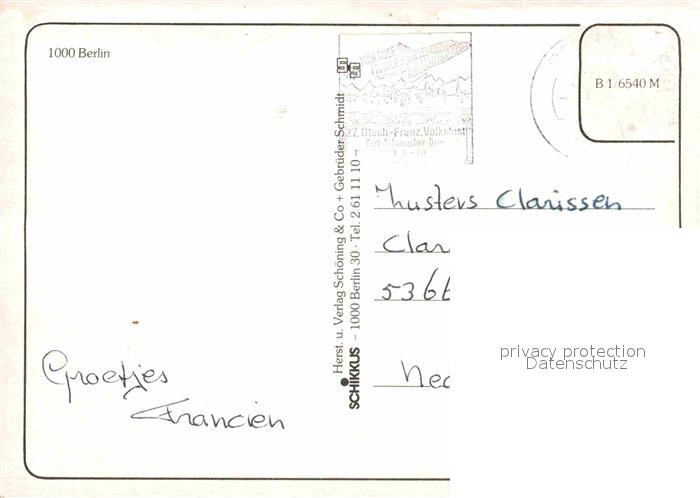 1000 Berlin
B 1/6540 M
27. Dtsch.-Franz. Volksfest
Herst. u. Verlag Schöning & Co + Gebrüder Schmidt
SCHIKKUS – 1000 Berlin 30 · Tel. 2 61 11 10
Zusters Clarissen
Clar
536
Ned
Groetjes
Francien
privacy protection
Datenschutz